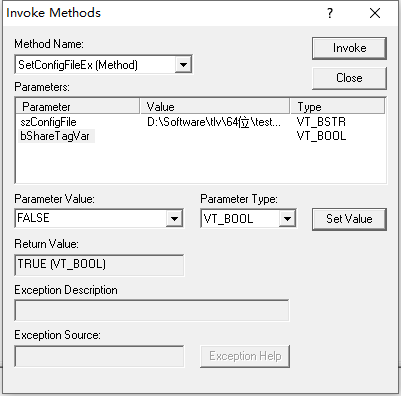 Invoke Methods
Method Name:
SetConfigFileEx (Method)
Invoke
Close
Parameters:
Parameter Value Type
szConfigFile D:\Software\tlv\64位\test... VT_BSTR
bShareTagVar VT_BOOL
Parameter Value: Parameter Type:
FALSE VT_BOOL Set Value
Return Value:
TRUE (VT_BOOL)
Exception Description
Exception Source:
Exception Help